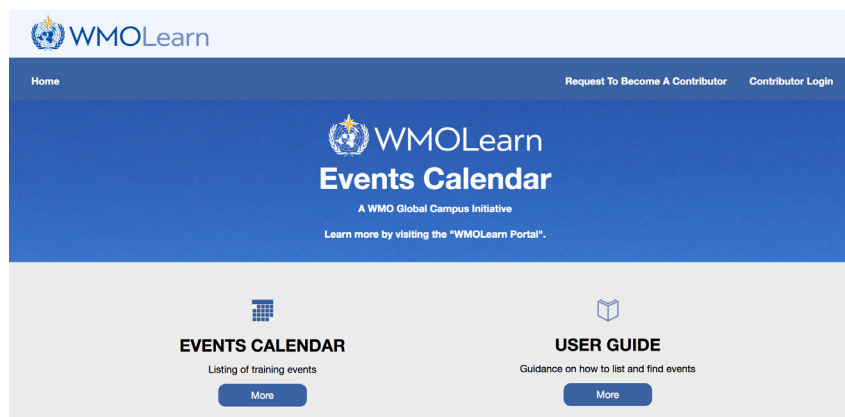 WMOLearn
Home
Request To Become A Contributor
Contributor Login
WMOLearn
Events Calendar
A WMO Global Campus Initiative
Learn more by visiting the "WMOLearn Portal".
EVENTS CALENDAR
Listing of training events
More
USER GUIDE
Guidance on how to list and find events
More